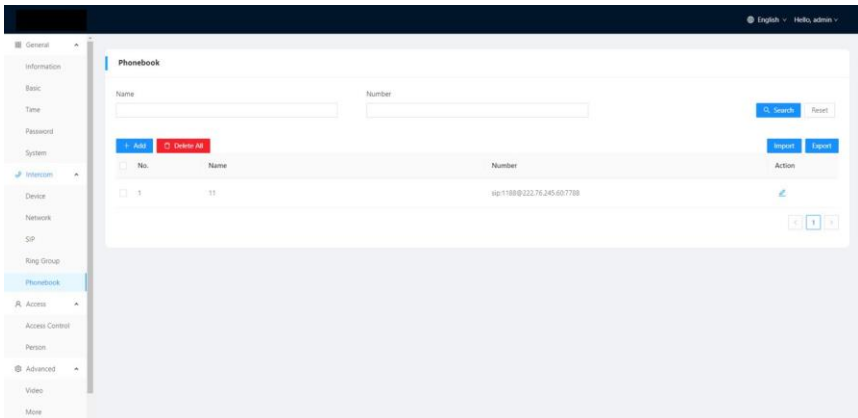 English Hello, admin
General
Information
Basic
Time
Password
System
Intercom
Device
Network
SIP
Ring Group
Phonebook
Access
Access Control
Person
Advanced
Video
More
Phonebook
Name Number
Search Reset
+ Add Delete All Import Export
No. Name Number Action
1 11 sip:1168@222.76.245.60:7788
< 1 >